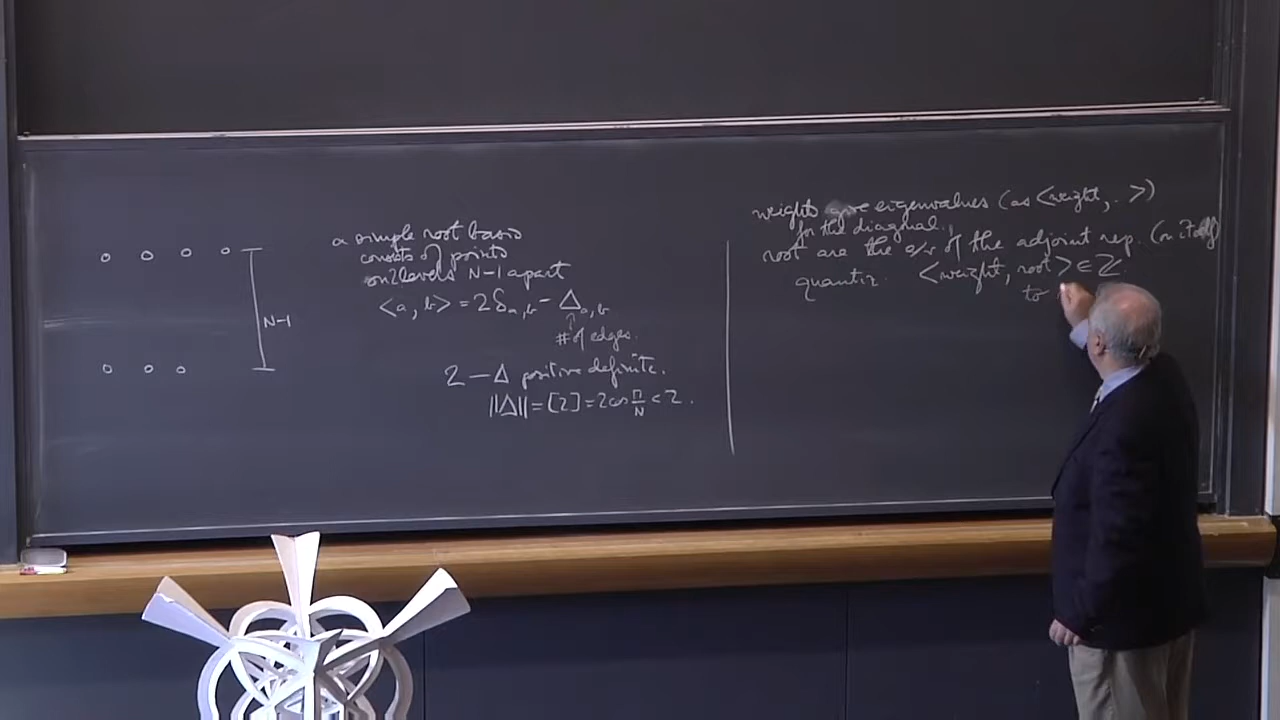 N-1
a simple root basis
consists of points
on 2 levels N-1 apart
<a, b> = 2δa,b - Δa,b
↑
# of edges.
2 - Δ positive definite.
||Δ|| = [2] = 2cos π/N < 2.
weights give eigenvalues (as <weight, . >)
for the diagonal,
root are the e/v of the adjoint rep. (on itself)
quantiz. <weight, root> ∈ Z.
to